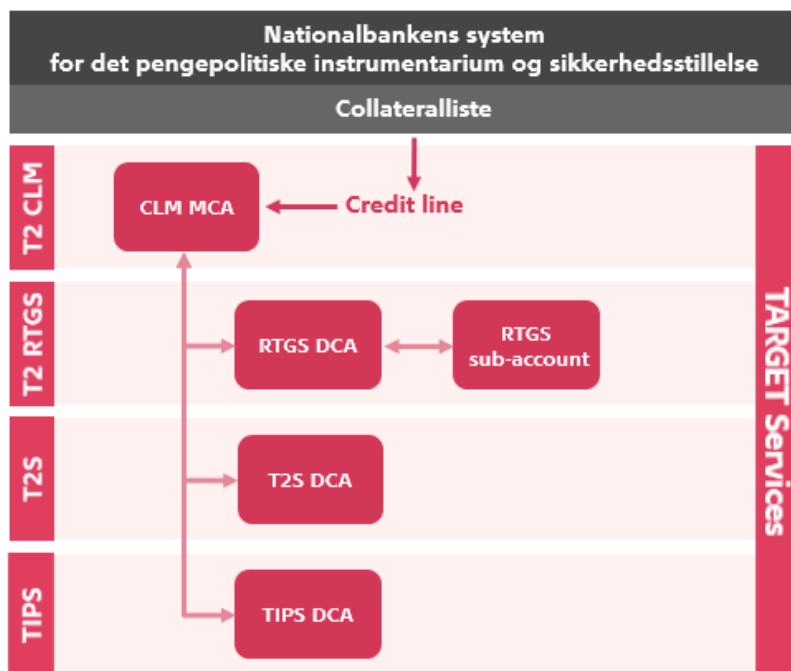 Nationalbankens system
for det pengepolitiske instrumentarium og sikkerhedsstillelse
Collateralliste
T2 CLM
CLM MCA
Credit line
T2 RTGS
RTGS DCA
RTGS
sub-account
T2S
T2S DCA
TIPS
TIPS DCA
TARGET Services